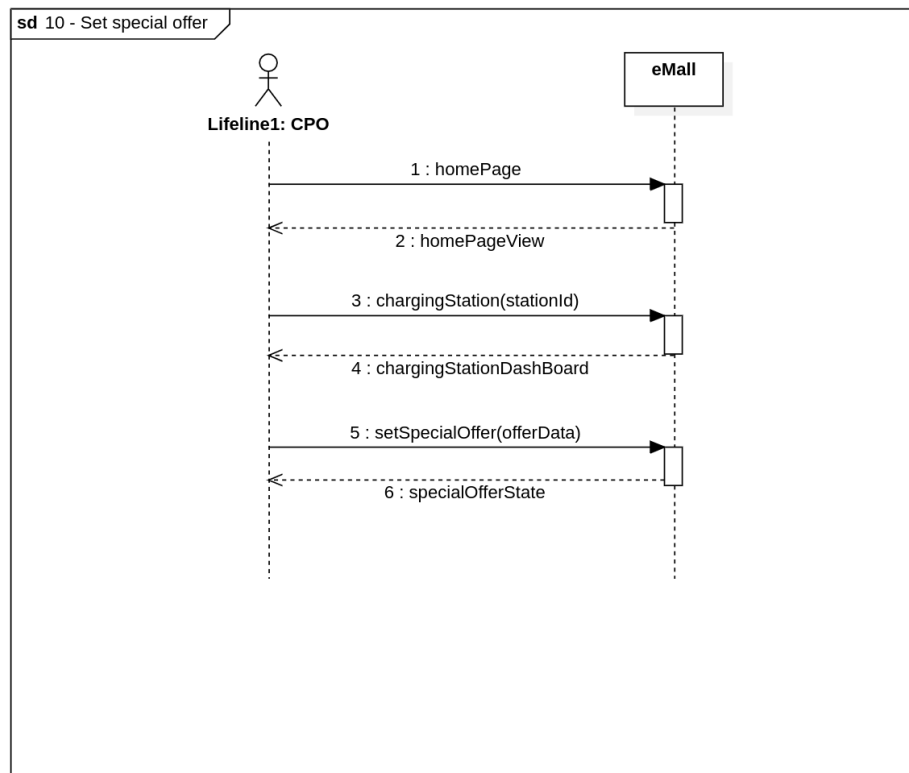 sd 10 - Set special offer
eMall
Lifeline1: CPO
1 : homePage
2 : homePageView
3 : chargingStation(stationId)
4 : chargingStationDashBoard
5 : setSpecialOffer(offerData)
6 : specialOfferState